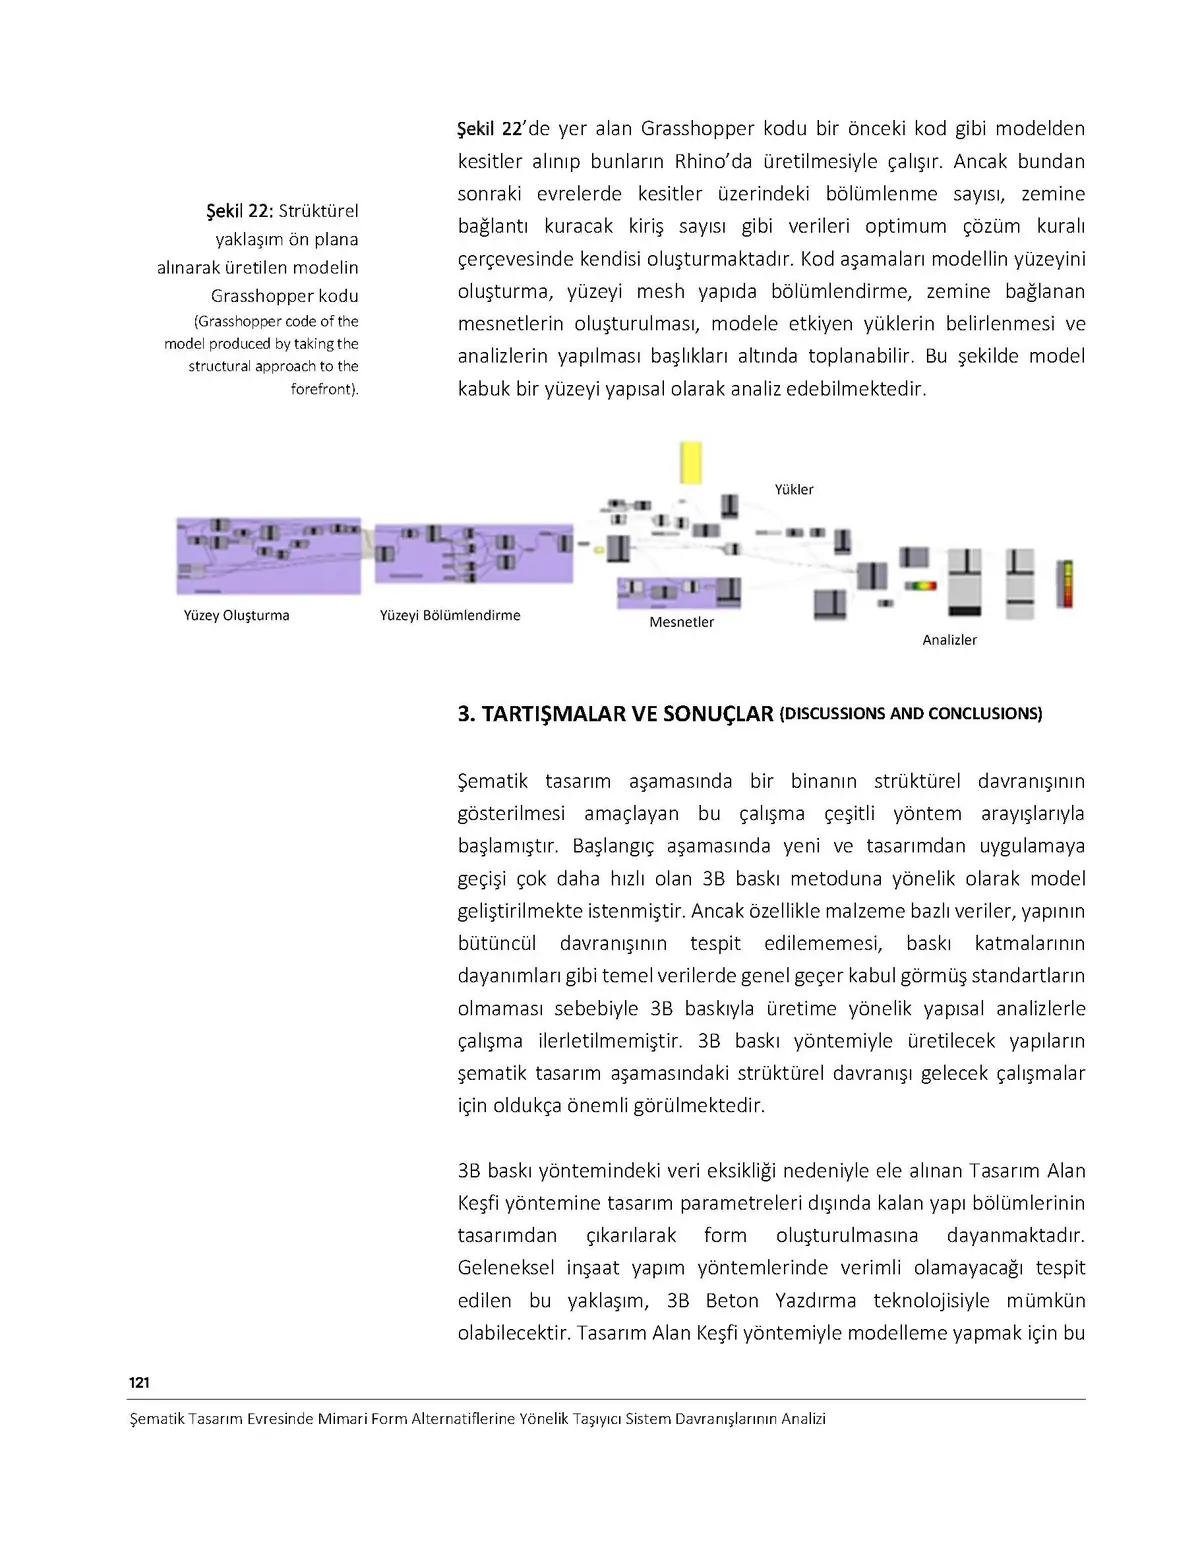 Şekil 22’de yer alan Grasshopper kodu bir önceki kod gibi modelden
kesitler alınıp bunların Rhino’da üretilmesiyle çalışır. Ancak bundan
sonraki evrelerde kesitler üzerindeki bölümlenme sayısı, zemine
bağlantı kuracak kiriş sayısı gibi verileri optimum çözüm kuralı
çerçevesinde kendisi oluşturmaktadır. Kod aşamaları modellin yüzeyini
oluşturma, yüzeyi mesh yapıda bölümlendirme, zemine bağlanan
mesnetlerin oluşturulması, modele etkiyen yüklerin belirlenmesi ve
analizlerin yapılması başlıkları altında toplanabilir. Bu şekilde model
kabuk bir yüzeyi yapısal olarak analiz edebilmektedir.
Şekil 22: Strüktürel
yaklaşım ön plana
alınarak üretilen modelin
Grasshopper kodu
(Grasshopper code of the
model produced by taking the
structural approach to the
forefront).
Yükler
Yüzey Oluşturma
Yüzeyi Bölümlendirme
Mesnetler
Analizler
3. TARTIŞMALAR VE SONUÇLAR (DISCUSSIONS AND CONCLUSIONS)
Şematik tasarım aşamasında bir binanın strüktürel davranışının
gösterilmesi amaçlayan bu çalışma çeşitli yöntem arayışlarıyla
başlamıştır. Başlangıç aşamasında yeni ve tasarımdan uygulamaya
geçişi çok daha hızlı olan 3B baskı metoduna yönelik olarak model
geliştirilmekte istenmiştir. Ancak özellikle malzeme bazlı veriler, yapının
bütüncül davranışının tespit edilememesi, baskı katmalarının
dayanımları gibi temel verilerde genel geçer kabul görmüş standartların
olmaması sebebiyle 3B baskıyla üretime yönelik yapısal analizlerle
çalışma ilerletilmemiştir. 3B baskı yöntemiyle üretilecek yapıların
şematik tasarım aşamasındaki strüktürel davranışı gelecek çalışmalar
için oldukça önemli görülmektedir.
3B baskı yöntemindeki veri eksikliği nedeniyle ele alınan Tasarım Alan
Keşfi yöntemine tasarım parametreleri dışında kalan yapı bölümlerinin
tasarımdan çıkarılarak form oluşturulmasına dayanmaktadır.
Geleneksel inşaat yapım yöntemlerinde verimli olamayacağı tespit
edilen bu yaklaşım, 3B Beton Yazdırma teknolojisiyle mümkün
olabilecektir. Tasarım Alan Keşfi yöntemiyle modelleme yapmak için bu
121
Şematik Tasarım Evresinde Mimari Form Alternatiflerine Yönelik Taşıyıcı Sistem Davranışlarının Analizi